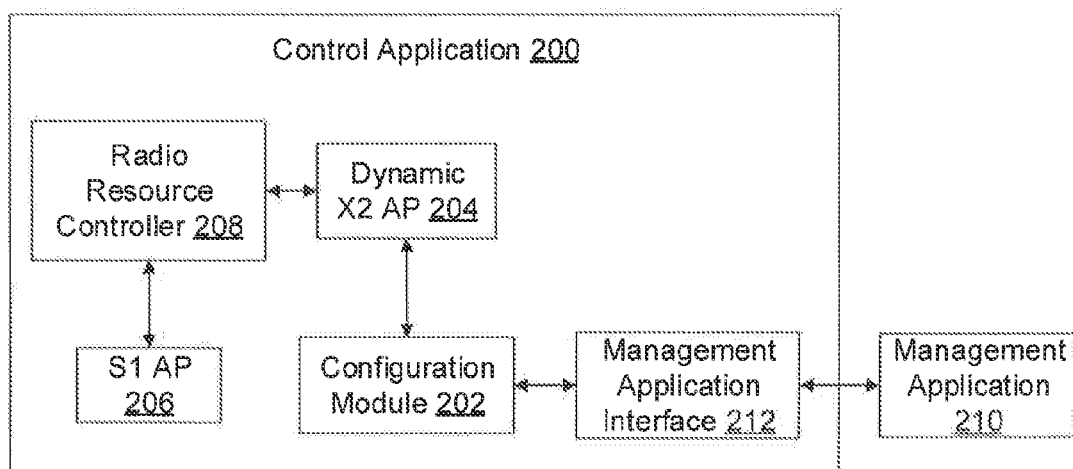 Control Application 200
Radio
Resource
Controller 208
Dynamic
X2 AP 204
S1 AP
206
Configuration
Module 202
Management
Application
Interface 212
Management
Application
210